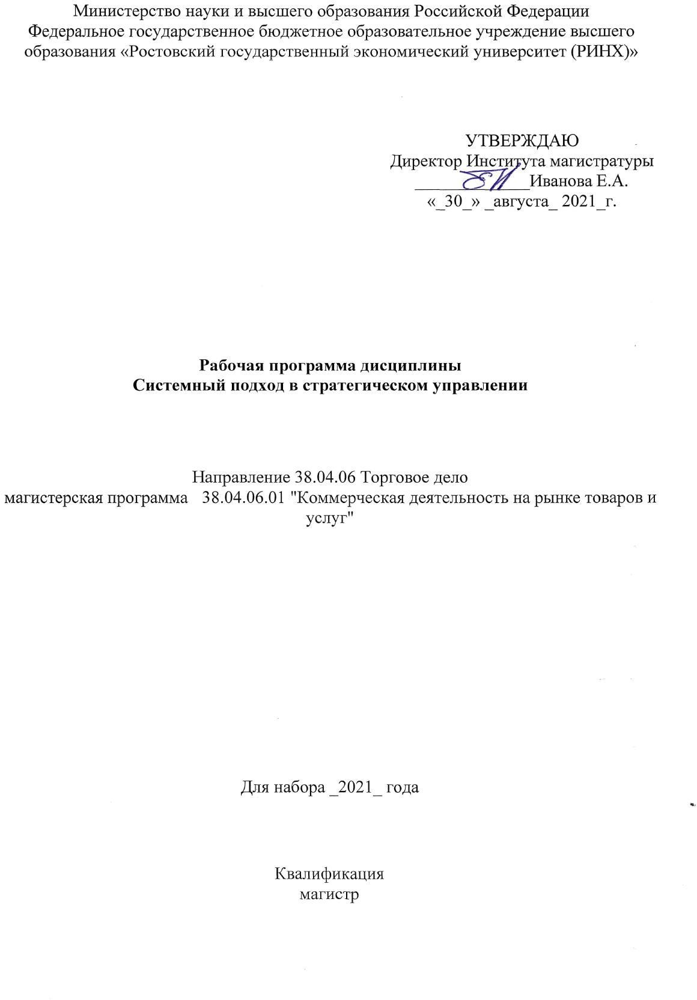 Министерство науки и высшего образования Российской Федерации
Федеральное государственное бюджетное образовательное учреждение высшего
образования «Ростовский государственный экономический университет (РИНХ)»
УТВЕРЖДАЮ
Директор Института магистратуры
_____________Иванова Е.А.
«_30_» _августа_ 2021_г.
Рабочая программа дисциплины
Системный подход в стратегическом управлении
Направление 38.04.06 Торговое дело
магистерская программа 38.04.06.01 "Коммерческая деятельность на рынке товаров и
услуг"
Для набора _2021_ года
Квалификация
магистр